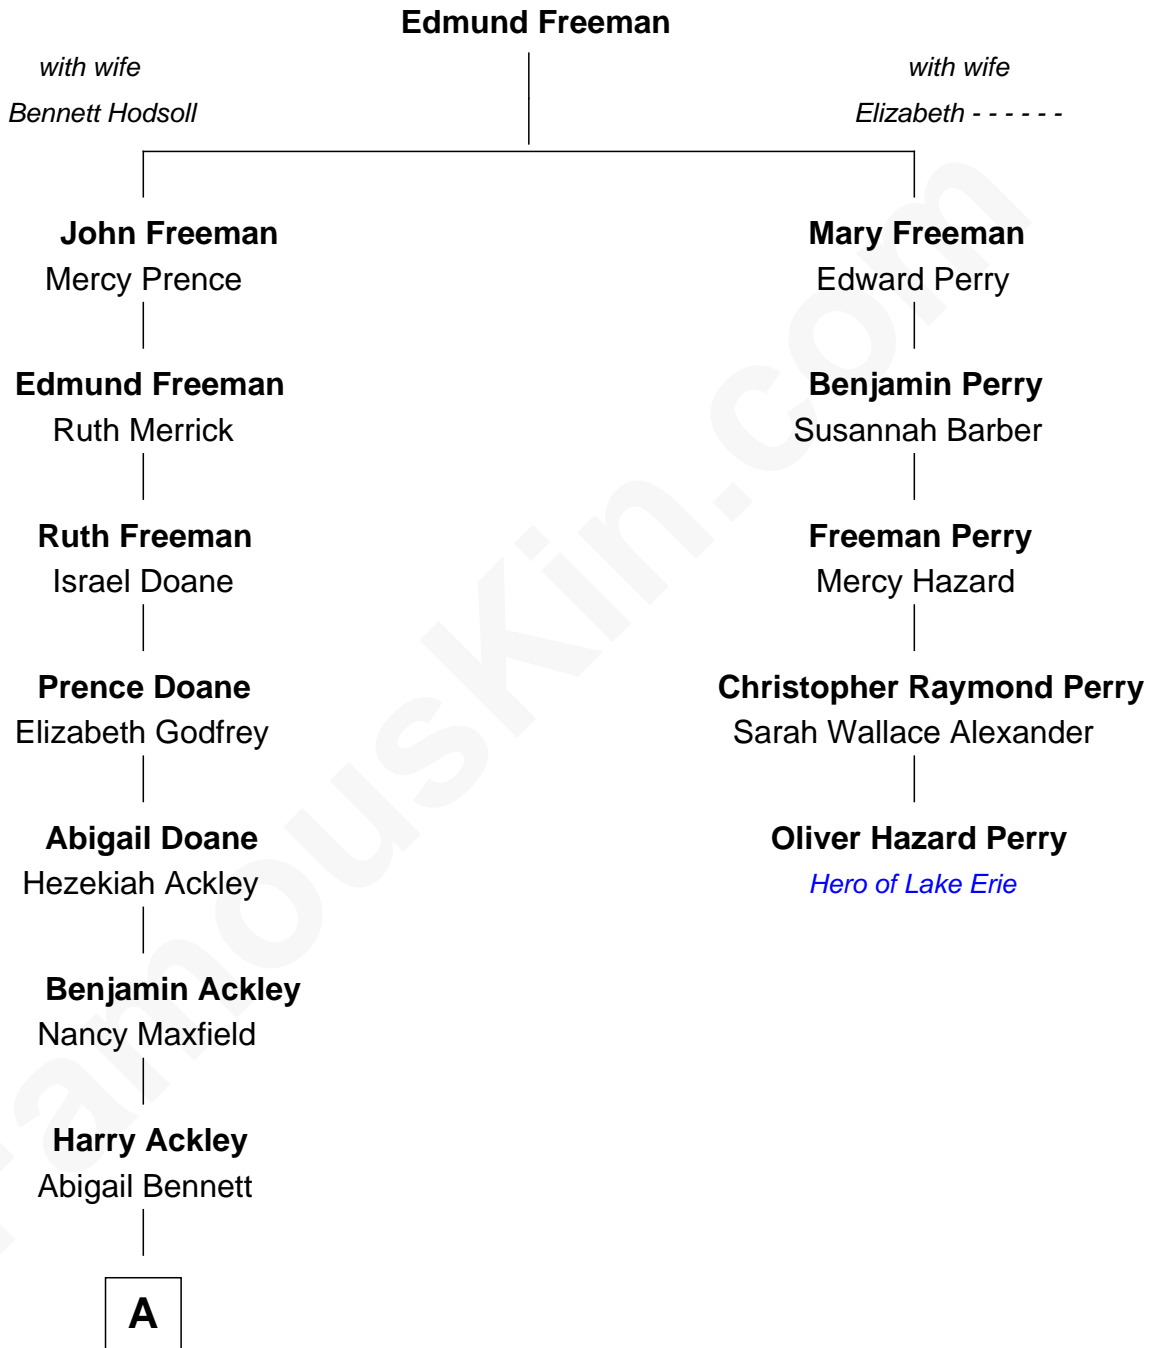 Edmund Freeman
with wife
Bennett Hodsoll
with wife
Elizabeth - - - - - -
John Freeman
Mercy Prence
Mary Freeman
Edward Perry
Edmund Freeman
Ruth Merrick
Benjamin Perry
Susannah Barber
Ruth Freeman
Israel Doane
Freeman Perry
Mercy Hazard
Prence Doane
Elizabeth Godfrey
Christopher Raymond Perry
Sarah Wallace Alexander
Abigail Doane
Hezekiah Ackley
Oliver Hazard Perry
Hero of Lake Erie
Benjamin Ackley
Nancy Maxfield
Harry Ackley
Abigail Bennett
A
FamousKin.com